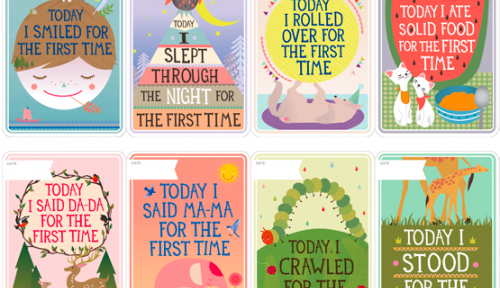 TODAY
I SMILED FOR
THE FIRST TIME
TODAY
I
SLEPT
THROUGH
THE NIGHT FOR
THE FIRST TIME
TODAY
I ROLLED
OVER FOR THE
FIRST
TIME
TODAY I ATE
SOLID FOOD
FOR THE FIRST
TIME
DATE
TODAY
I SAID DA-DA
FOR THE
FIRST TIME
DATE
TODAY I
SAID MA-MA
FOR THE
FIRST TIME
DATE
TODAY I
CRAWLED
FOR THE
DATE
TODAY I
STOOD
FOR THE